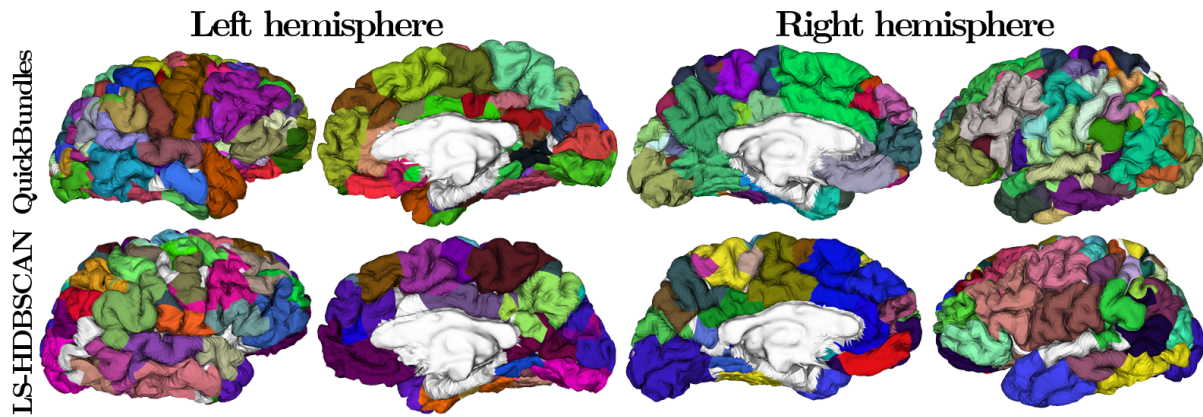 Left hemisphere
Right hemisphere
QuickBundles
LS-HDBSCAN